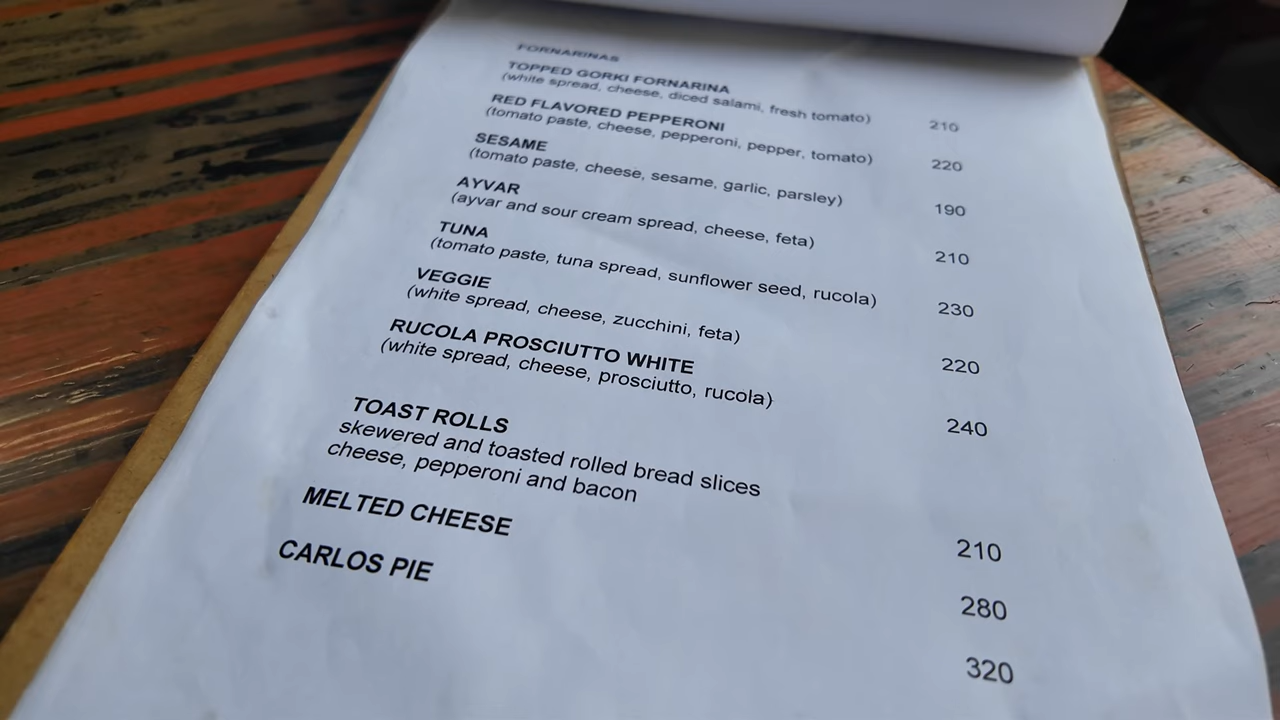 FORNARINAS
TOPPED GORKI FORNARINA
(white spread, cheese, diced salami, fresh tomato) 210
RED FLAVORED PEPPERONI
(tomato paste, cheese, pepperoni, pepper, tomato) 220
SESAME
(tomato paste, cheese, sesame, garlic, parsley) 190
AYVAR
(ayvar and sour cream spread, cheese, feta) 210
TUNA
(tomato paste, tuna spread, sunflower seed, rucola) 230
VEGGIE
(white spread, cheese, zucchini, feta) 220
RUCOLA PROSCIUTTO WHITE
(white spread, cheese, prosciutto, rucola) 240
TOAST ROLLS
skewered and toasted rolled bread slices
cheese, pepperoni and bacon 210
MELTED CHEESE 280
CARLOS PIE 320